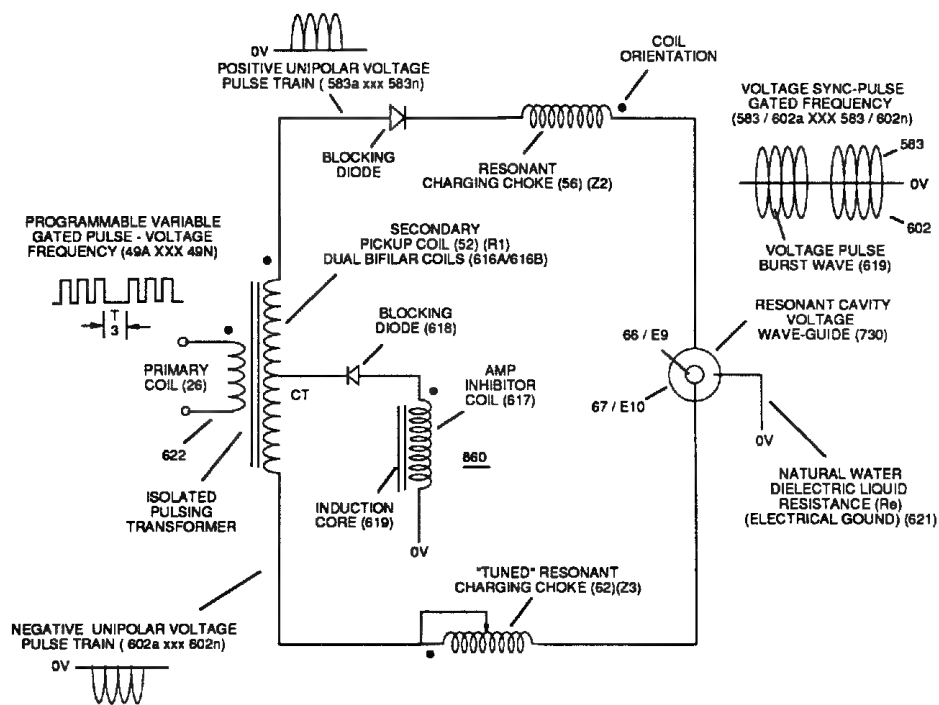 0V
POSITIVE UNIPOLAR VOLTAGE
PULSE TRAIN ( 583a xxx 583n)
COIL
ORIENTATION
VOLTAGE SYNC-PULSE
GATED FREQUENCY
(583 / 602a XXX 583 / 602n)
583
0V
602
VOLTAGE PULSE
BURST WAVE (619)
BLOCKING
DIODE
RESONANT
CHARGING CHOKE (56) (Z2)
PROGRAMMABLE VARIABLE
GATED PULSE - VOLTAGE
FREQUENCY (49A XXX 49N)
T
3
SECONDARY
PICKUP COIL (52) (R1)
DUAL BIFILAR COILS (616A/616B)
BLOCKING
DIODE (618)
RESONANT CAVITY
VOLTAGE
WAVE-GUIDE (730)
66 / E9
67 / E10
PRIMARY
COIL (26)
CT
AMP
INHIBITOR
COIL (617)
622
860
0V
ISOLATED
PULSING
TRANSFORMER
INDUCTION
CORE (619)
0V
NATURAL WATER
DIELECTRIC LIQUID
RESISTANCE (Re)
(ELECTRICAL GOUND) (621)
"TUNED" RESONANT
CHARGING CHOKE (62)(Z3)
NEGATIVE UNIPOLAR VOLTAGE
PULSE TRAIN ( 602a xxx 602n)
0V